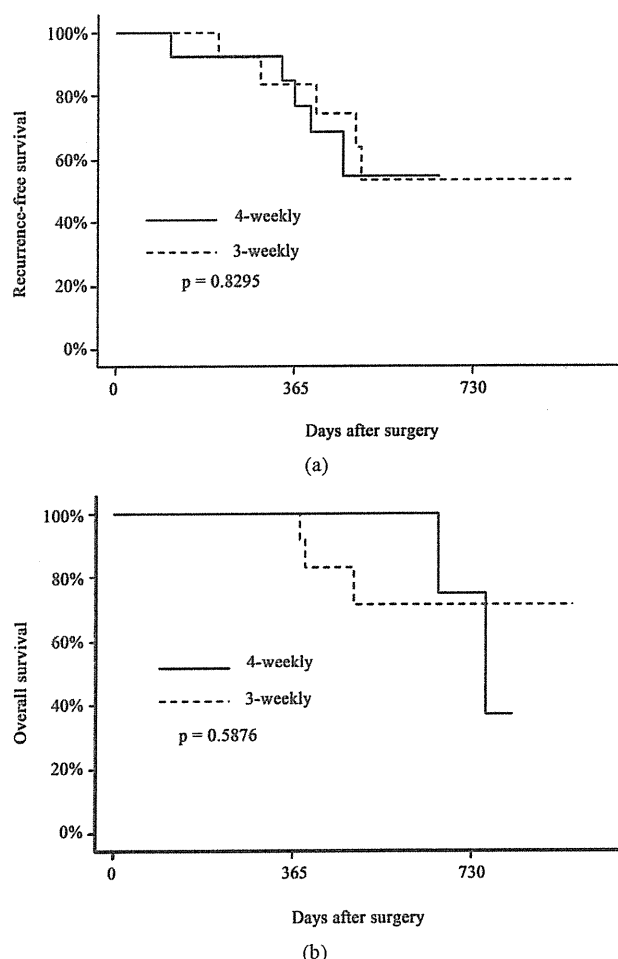 100%
80%
60%
40%
20%
0%
Recurrence-free survival
4-weekly
3-weekly
p = 0.8295
0 365 730
Days after surgery
(a)
100%
80%
60%
40%
20%
0%
Overall survival
4-weekly
3-weekly
p = 0.5876
0 365 730
Days after surgery
(b)